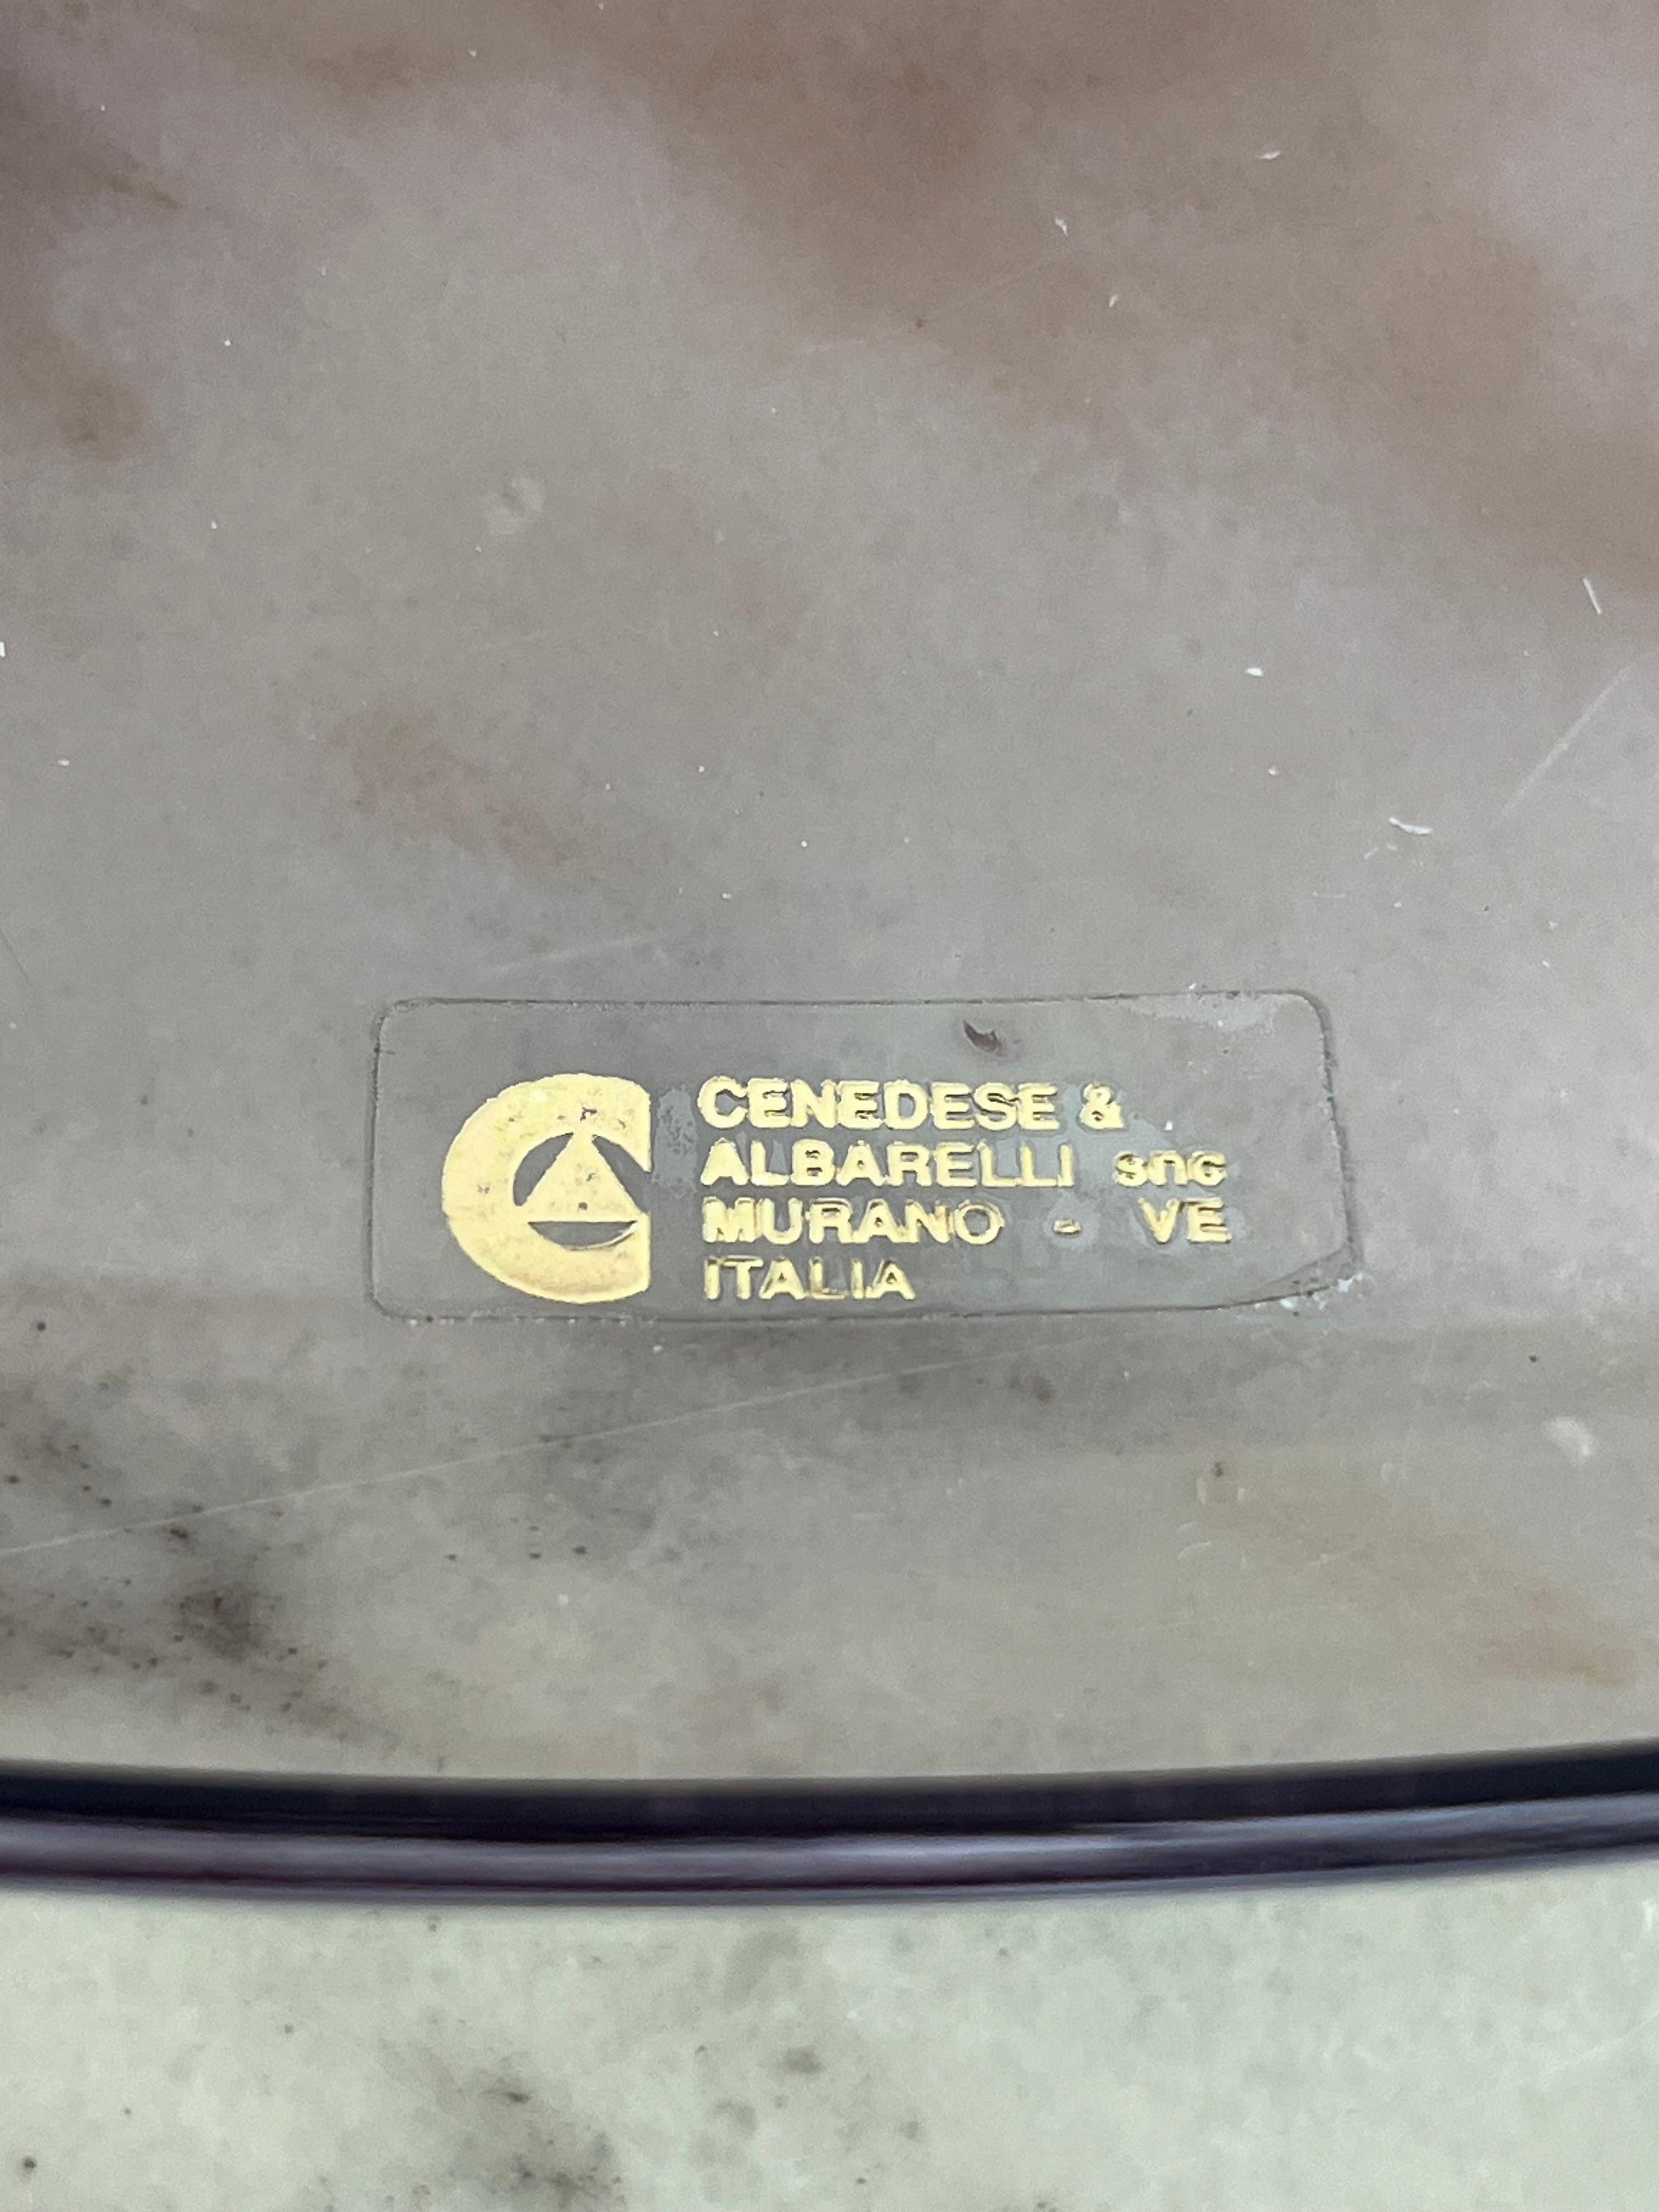 CENEDESE &
ALBARELLI snc
MURANO - VE
ITALIA